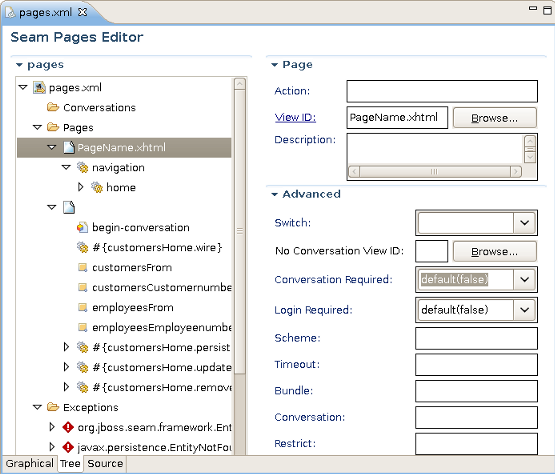 pages.xml
Seam Pages Editor
pages
pages.xml
Conversations
Pages
PageName.xhtml
navigation
home
begin-conversation
#{customersHome.wire}
customersFrom
customersCustomernumbe
employeesFrom
employeesEmployeenumbe
#{customersHome.persist
#{customersHome.update
#{customersHome.remove
Exceptions
org.jboss.seam.framework.Ent
javax.persistence.EntityNotFou
Page
Action:
View ID: PageName.xhtml Browse...
Description:
Advanced
Switch:
No Conversation View ID: Browse...
Conversation Required: default(false)
Login Required: default(false)
Scheme:
Timeout:
Bundle:
Conversation:
Restrict:
Graphical Tree Source